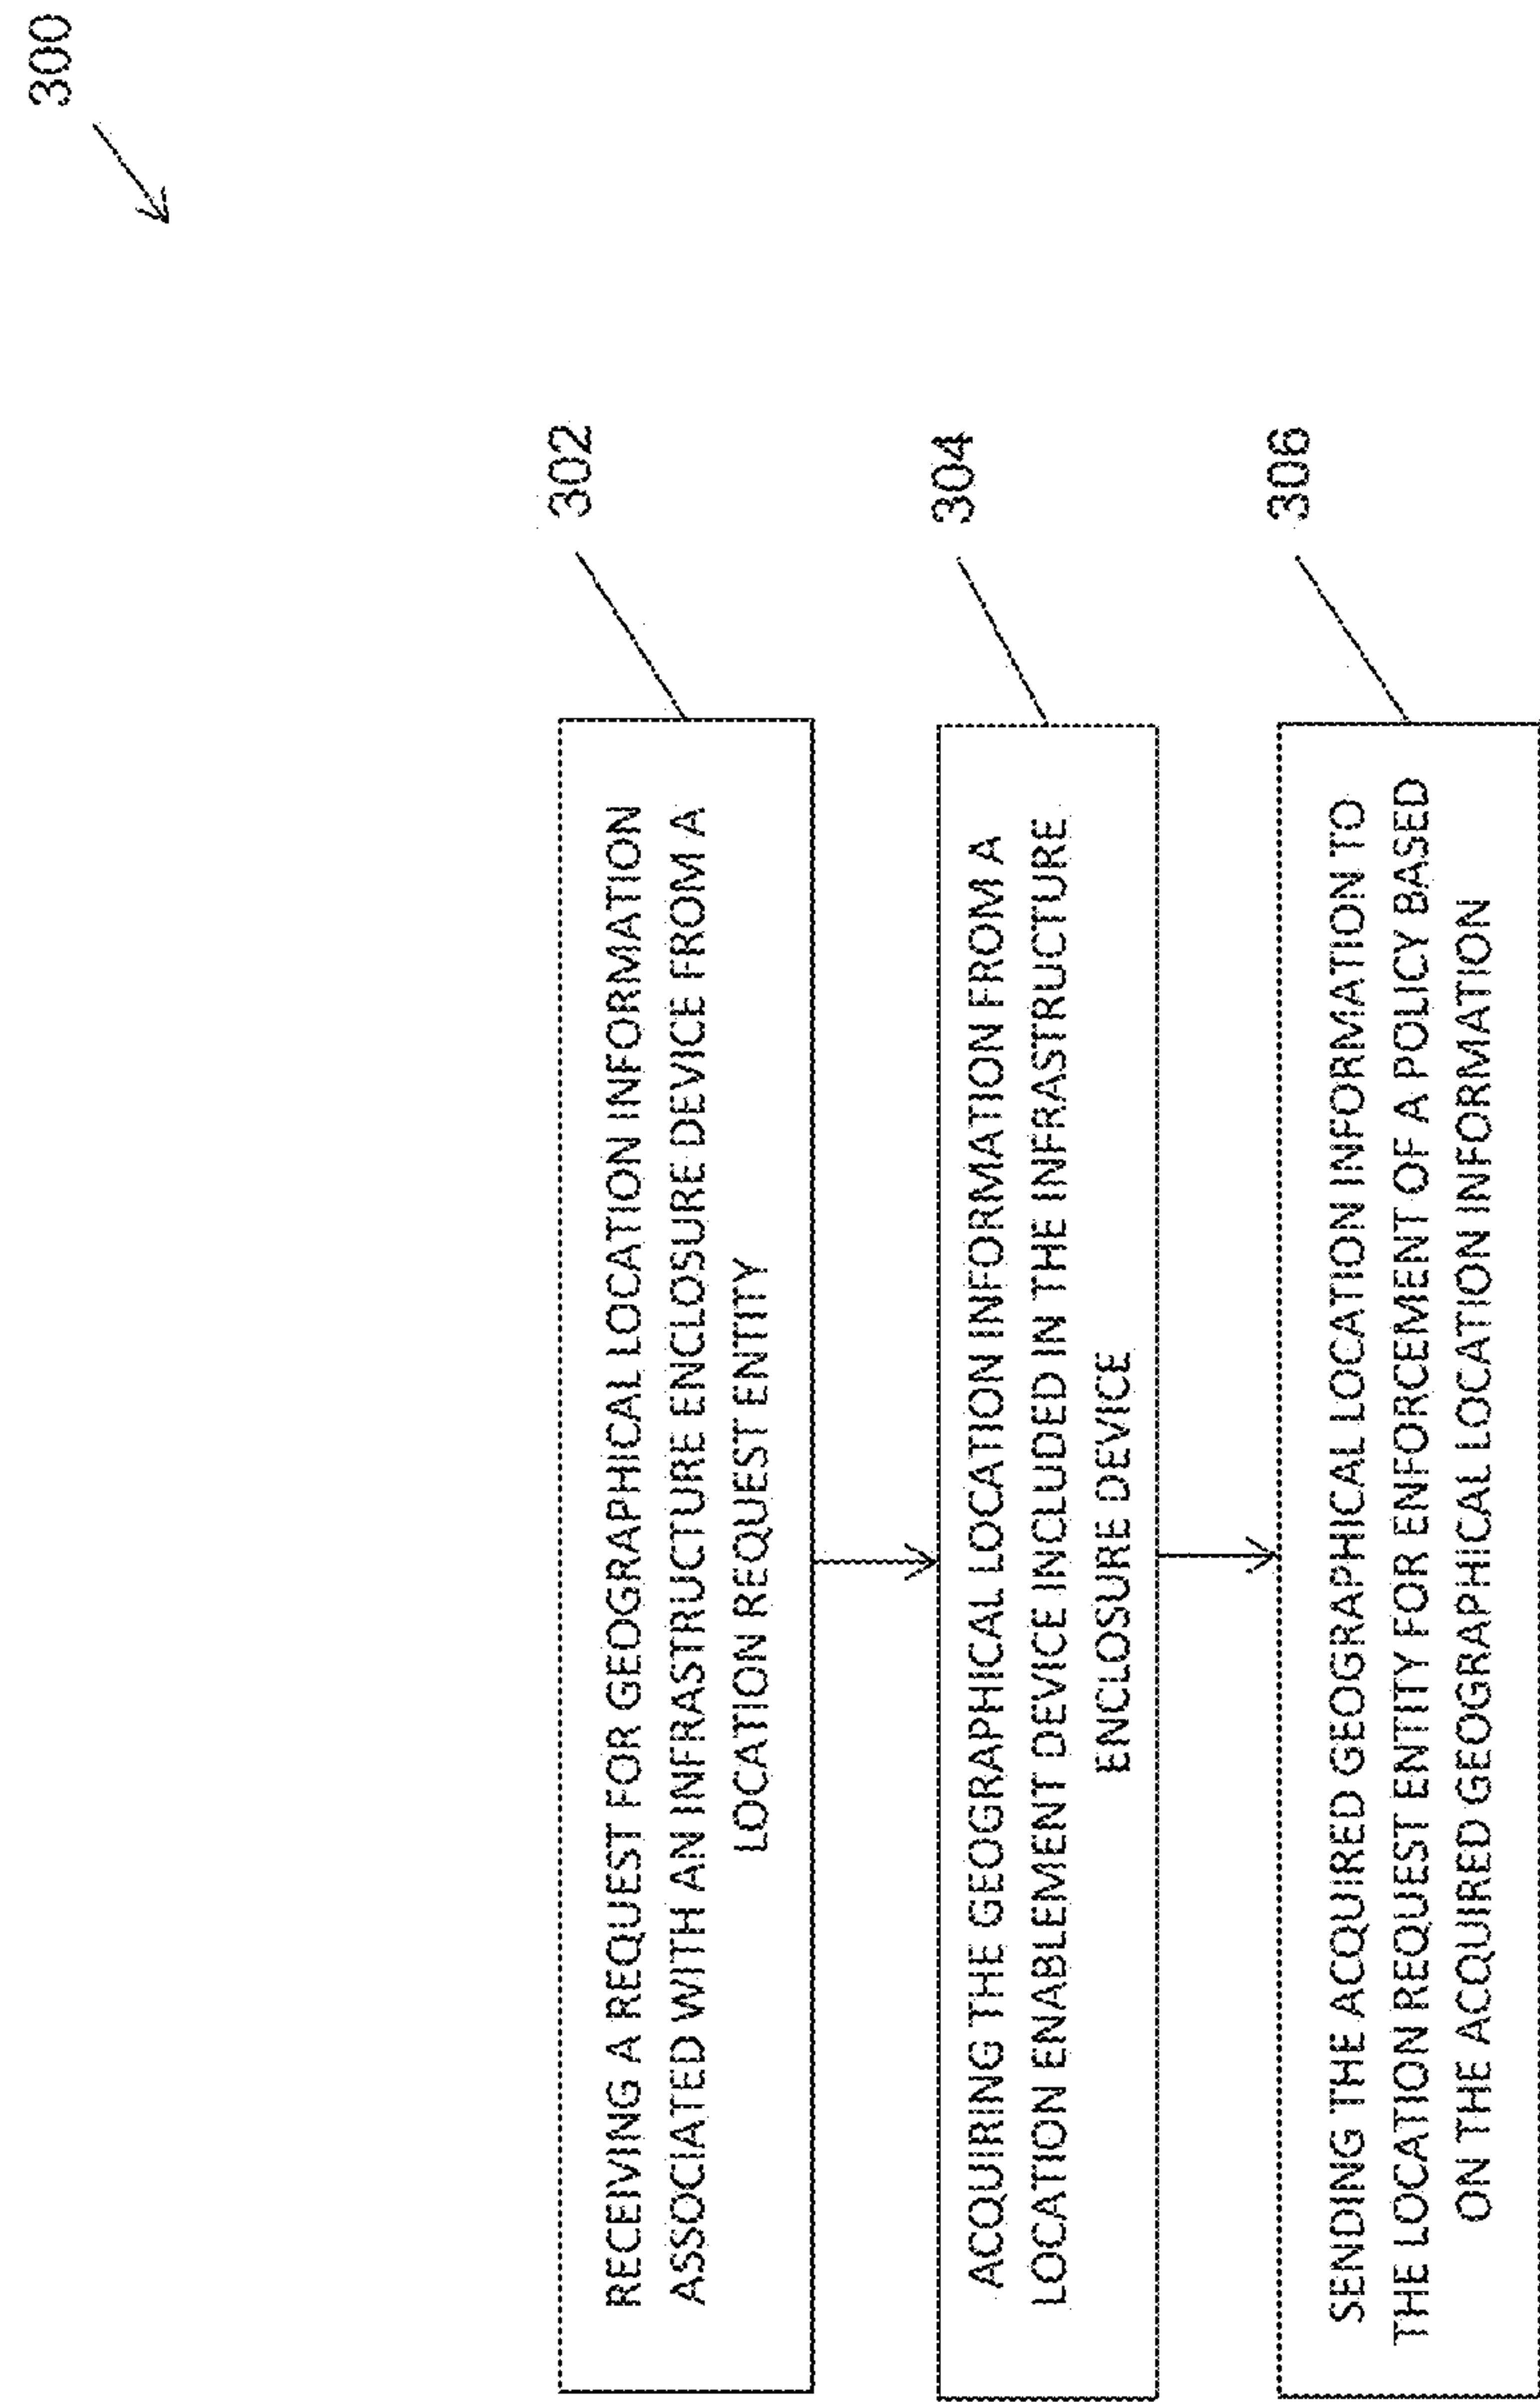 300
302
RECEIVING A REQUEST FOR GEOGRAPHICAL LOCATION INFORMATION
ASSOCIATED WITH AN INFRASTRUCTURE ENCLOSURE DEVICE FROM A
LOCATION REQUEST ENTITY
304
ACQUIRING THE GEOGRAPHICAL LOCATION INFORMATION FROM A
LOCATION ENABLEMENT DEVICE INCLUDED IN THE INFRASTRUCTURE
ENCLOSURE DEVICE
306
SENDING THE ACQUIRED GEOGRAPHICAL LOCATION INFORMATION TO
THE LOCATION REQUEST ENTITY FOR ENFORCEMENT OF A POLICY BASED
ON THE ACQUIRED GEOGRAPHICAL LOCATION INFORMATION